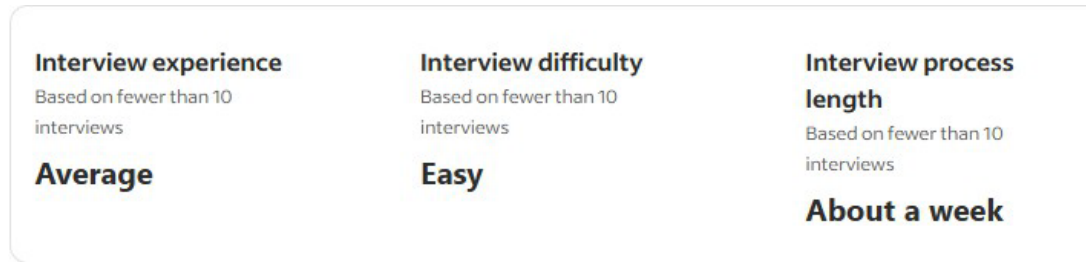 Interview experience
Based on fewer than 10
interviews
Average
Interview difficulty
Based on fewer than 10
interviews
Easy
Interview process
length
Based on fewer than 10
interviews
About a week